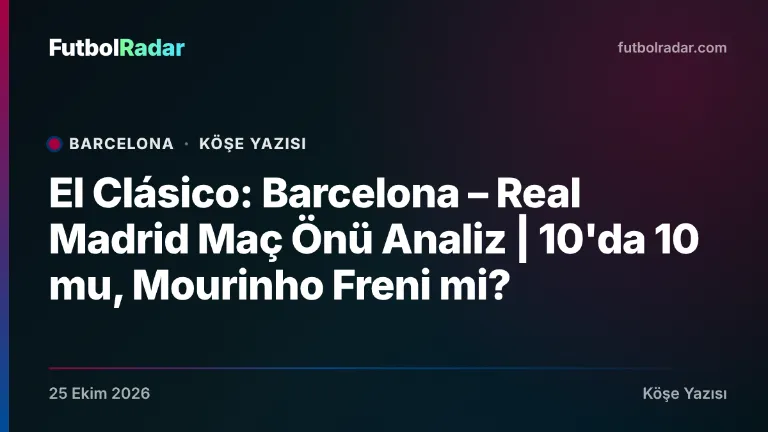 FutbolRadar
futbolradar.com
BARCELONA · KÖŞE YAZISI
El Clásico: Barcelona – Real
Madrid Maç Önü Analiz | 10'da 10
mu, Mourinho Freni mi?
25 Ekim 2026
Köşe Yazısı